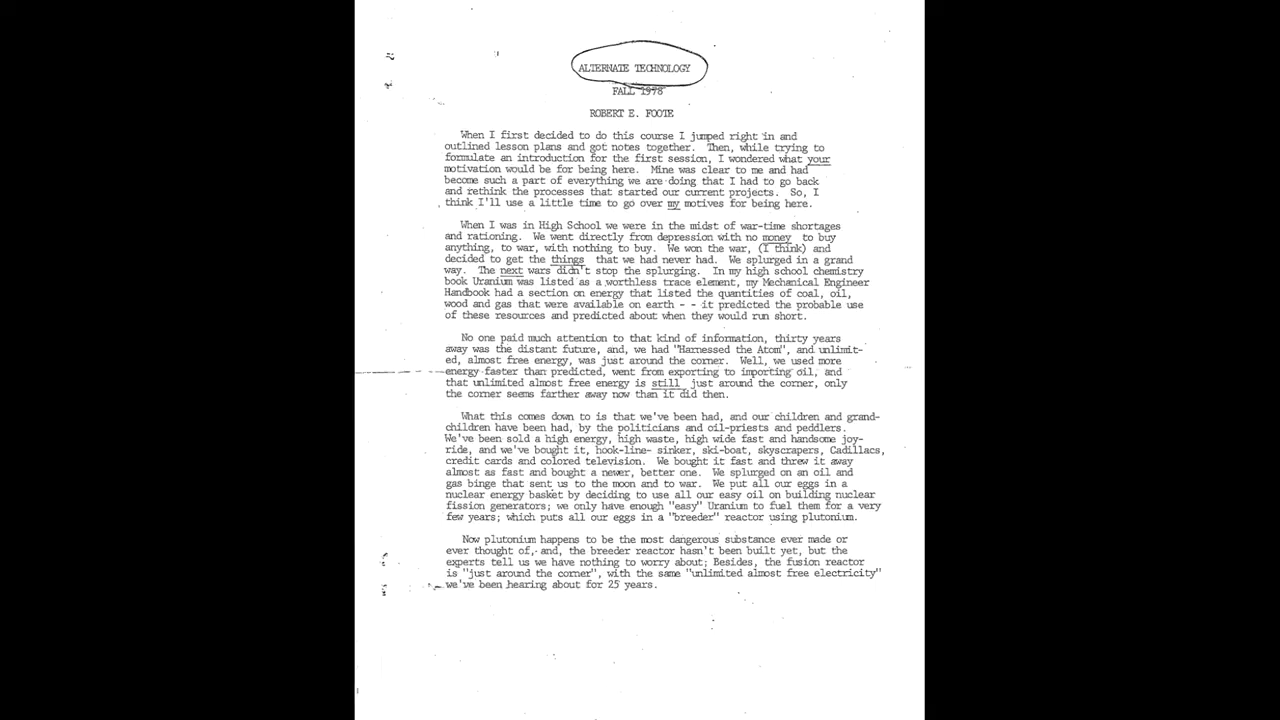 ALTERNATE TECHNOLOGY
FALL 1978
ROBERT E. FOOTE
When I first decided to do this course I jumped right in and
outlined lesson plans and got notes together. Then, while trying to
formulate an introduction for the first session, I wondered what your
motivation would be for being here. Mine was clear to me and had
become such a part of everything we are doing that I had to go back
and rethink the processes that started our current projects. So, I
think I'll use a little time to go over my motives for being here.
When I was in High School we were in the midst of war-time shortages
and rationing. We went directly from depression with no money to buy
anything, to war, with nothing to buy. We won the war, (I think) and
decided to get the things that we had never had. We splurged in a grand
way. The next wars didn't stop the splurging. In my high school chemistry
book Uranium was listed as a worthless trace element, my Mechanical Engineer
Handbook had a section on energy that listed the quantities of coal, oil,
wood and gas that were available on earth - - it predicted the probable use
of these resources and predicted about when they would run short.
No one paid much attention to that kind of information, thirty years
away was the distant future, and, we had "Harnessed the Atom", and unlimit-
ed, almost free energy, was just around the corner. Well, we used more
energy faster than predicted, went from exporting to importing oil, and
that unlimited almost free energy is still just around the corner, only
the corner seems farther away now than it did then.
What this comes down to is that we've been had, and our children and grand-
children have been had, by the politicians and oil-priests and peddlers.
We've been sold a high energy, high waste, high wide fast and handsome joy-
ride, and we've bought it, hook-line- sinker, ski-boat, skyscrapers, Cadillacs,
credit cards and colored television. We bought it fast and threw it away
almost as fast and bought a newer, better one. We splurged on an oil and
gas binge that sent us to the moon and to war. We put all our eggs in a
nuclear energy basket by deciding to use all our easy oil on building nuclear
fission generators; we only have enough "easy" Uranium to fuel them for a very
few years; which puts all our eggs in a "breeder" reactor using plutonium.
Now plutonium happens to be the most dangerous substance ever made or
ever thought of, and, the breeder reactor hasn't been built yet, but the
experts tell us we have nothing to worry about; Besides, the fusion reactor
is "just around the corner", with the same "unlimited almost free electricity"
we've been hearing about for 25 years.